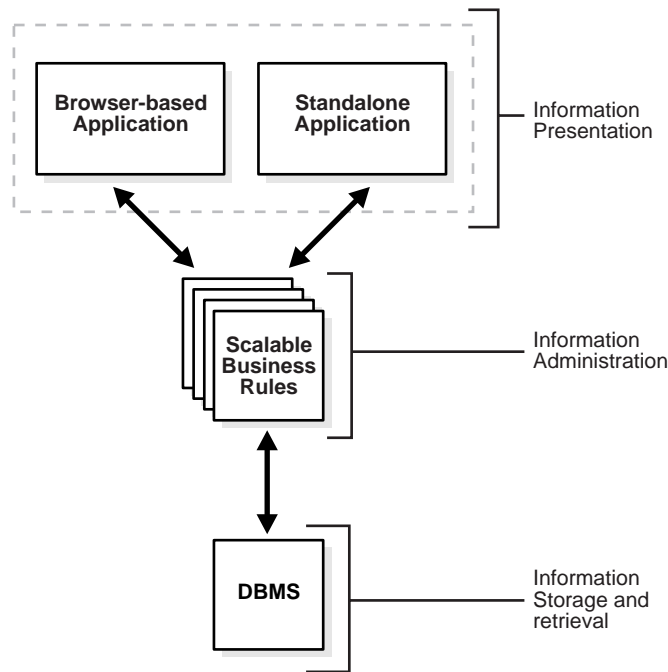 Browser-based
Application
Standalone
Application
Information
Presentation
Scalable
Business
Rules
Information
Administration
DBMS
Information
Storage and
retrieval